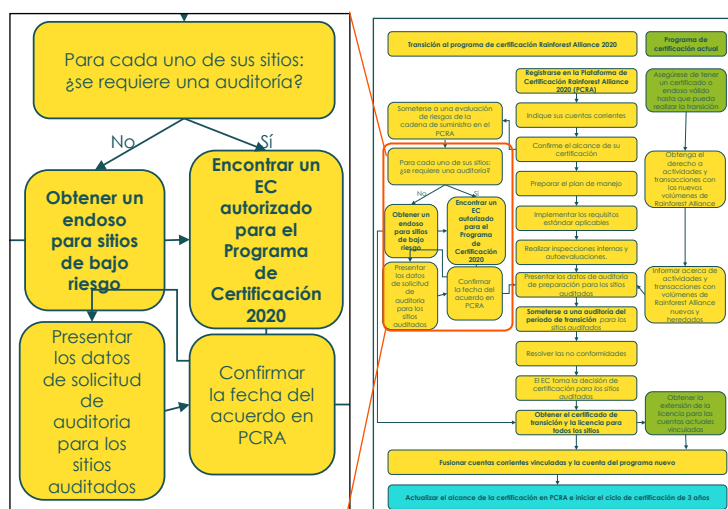 Para cada uno de sus sitios:
¿se requiere una auditoría?
No
Sí
Obtener un
endoso
para sitios
de bajo
riesgo
Encontrar un
EC
autorizado
para el
Programa
de
Certificación
2020
Presentar
los datos
de solicitud
de
auditoria
para los
sitios
auditados
Confirmar
la fecha del
acuerdo en
PCRA
Transición al programa de certificación Rainforest Alliance 2020
Programa de
certificación actual
Registrarse en la Plataforma de
Certificación Rainforest Alliance
2020 (PCRA)
Indique sus cuentas corrientes
Confirme el alcance de su
certificación
Preparar el plan de manejo
Implementar los requisitos
estándar aplicables
Realizar inspecciones internas y
autoevaluaciones.
Presentar los datos de auditoría
de preparación para los sitios
auditados
Someterse a una auditoría del
período de transición para los
sitios auditados
Resolver las no conformidades
El EC toma la decisión de
certificación para los sitios
auditados
Obtener el certificado de
transición y la licencia para
todos los sitios
Someterse a una evaluación de
riesgos de la
cadena de suministro en el
PCRA
Para cada uno de sus sitios:
¿se requiere una auditoría?
No
Sí
Obtener un
endoso
para sitios
de bajo
riesgo
Encontrar un
EC
autorizado
para el
Programa
de
Certificación
2020
Presentar
los datos
de solicitud
de
auditoria
para los
sitios
auditados
Confirmar
la fecha del
acuerdo en
PCRA
Asegúrese de tener
un certificado o
endoso válido
hasta que pueda
realizar la transición
Obtenga el
derecho a
actividades y
transacciones con
los nuevos
volúmenes de
Rainforest Alliance
Informar acerca de
actividades y
transacciones con
volúmenes de
Rainforest Alliance
nuevos y
heredados
Obtener la
extensión de la
licencia para las
cuentas actuales
vinculadas
Fusionar cuentas corrientes vinculadas y la cuenta del programa nuevo
Actualizar el alcance de la certificación en PCRA e iniciar el ciclo de certificación de 3 años